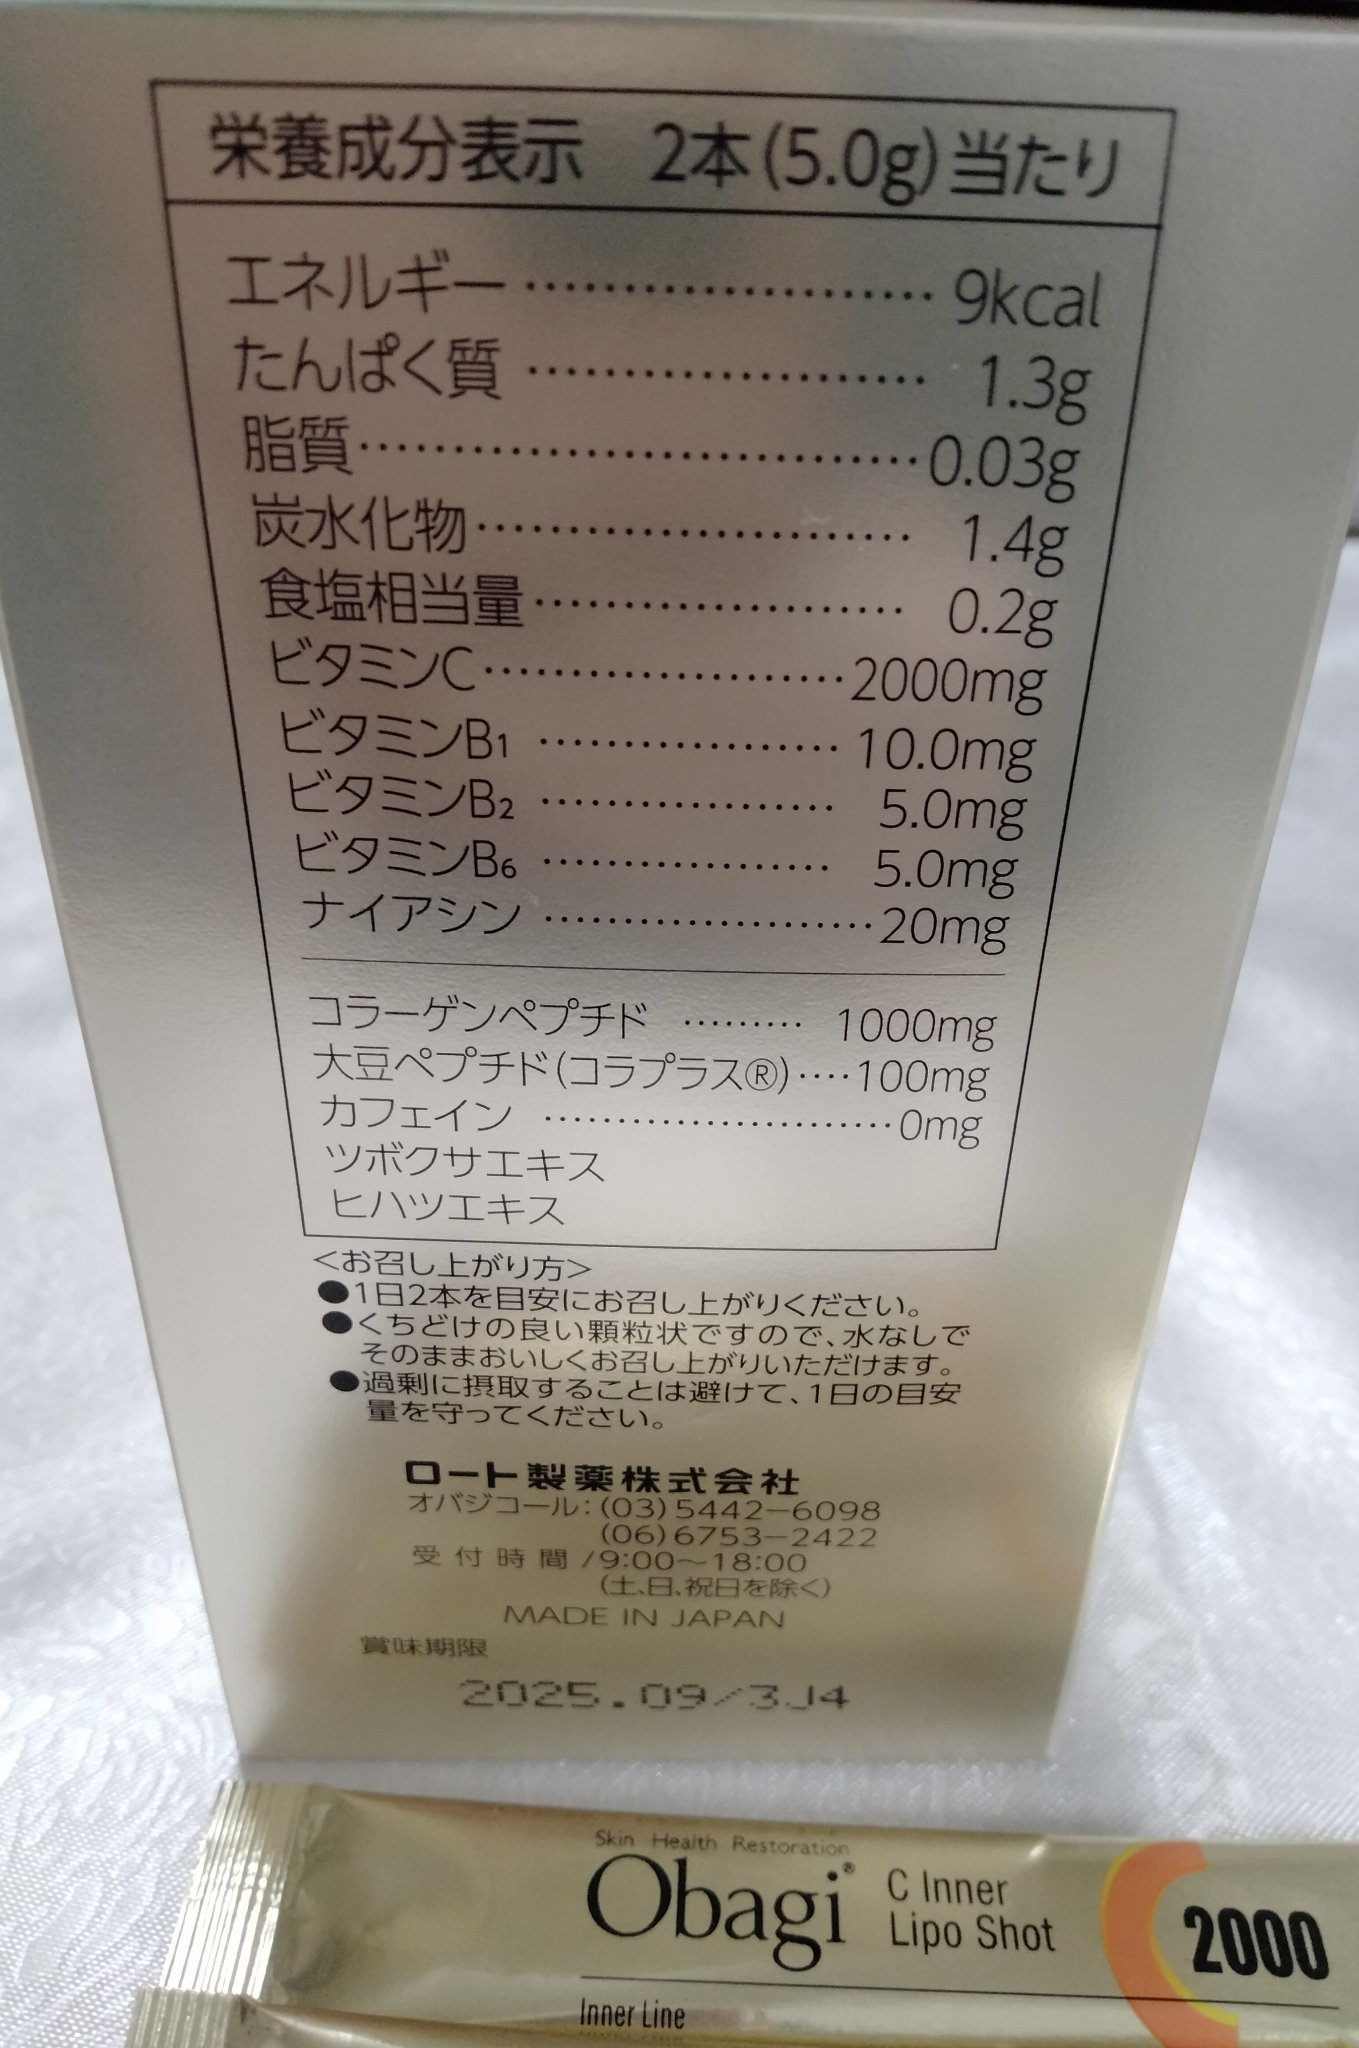 栄養成分表示 2本(5.0g)当たり
エネルギー…………………9kcal
たんぱく質…………………1.3g
脂質…………………0.03g
炭水化物…………………1.4g
食塩相当量…………………0.2g
ビタミンC…………………2000mg
ビタミンB₁…………………10.0mg
ビタミンB₂…………………5.0mg
ビタミンB₆…………………5.0mg
ナイアシン…………………20mg
コラーゲンペプチド………1000mg
大豆ペプチド(コラプラス®)…100mg
カフェイン…………………0mg
ツボクサエキス
ヒハツエキス
<お召し上がり方>
●1日2本を目安にお召し上がりください。
●くちどけの良い顆粒状ですので、水なしで
そのままおいしくお召し上がりいただけます。
●過剰に摂取することは避けて、1日の目安
量を守ってください。
ロート製薬株式会社
オバジコール:(03)5442-6098
(06)6753-2422
受付時間/9:00〜18:00
(土、日、祝日を除く)
MADE IN JAPAN
賞味期限
2025.09/3J4
Skin Health Restoration
Obagi® C Inner
Lipo Shot
2000
Inner Line